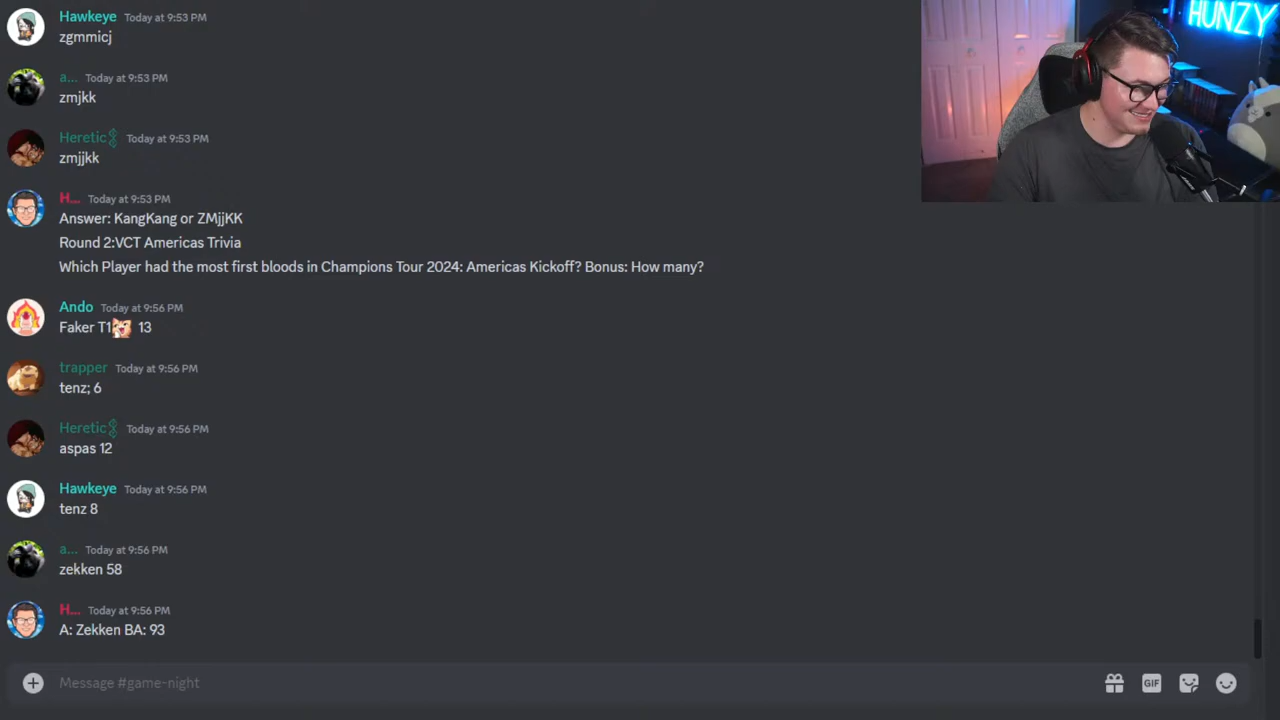 HUNZY
Hawkeye Today at 9:53 PM
zgmmicj
a... Today at 9:53 PM
zmjkk
Heretic Today at 9:53 PM
zmjjkk
H... Today at 9:53 PM
Answer: KangKang or ZMjjKK
Round 2:VCT Americas Trivia
Which Player had the most first bloods in Champions Tour 2024: Americas Kickoff? Bonus: How many?
Ando Today at 9:56 PM
Faker T1 13
trapper Today at 9:56 PM
tenz; 6
Heretic Today at 9:56 PM
aspas 12
Hawkeye Today at 9:56 PM
tenz 8
a... Today at 9:56 PM
zekken 58
H... Today at 9:56 PM
A: Zekken BA: 93
Message #game-night
GIF